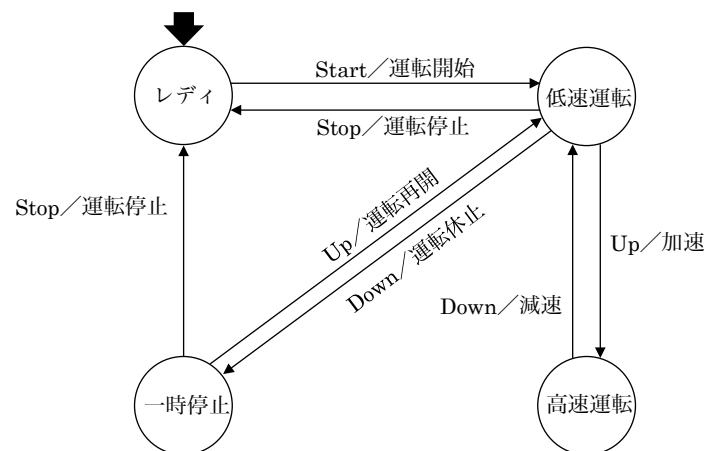 Start／運転開始
レディ
低速運転
Stop／運転停止
Stop／運転停止
Up／運転再開
Down／運転休止
Up／加速
Down／減速
一時停止
高速運転